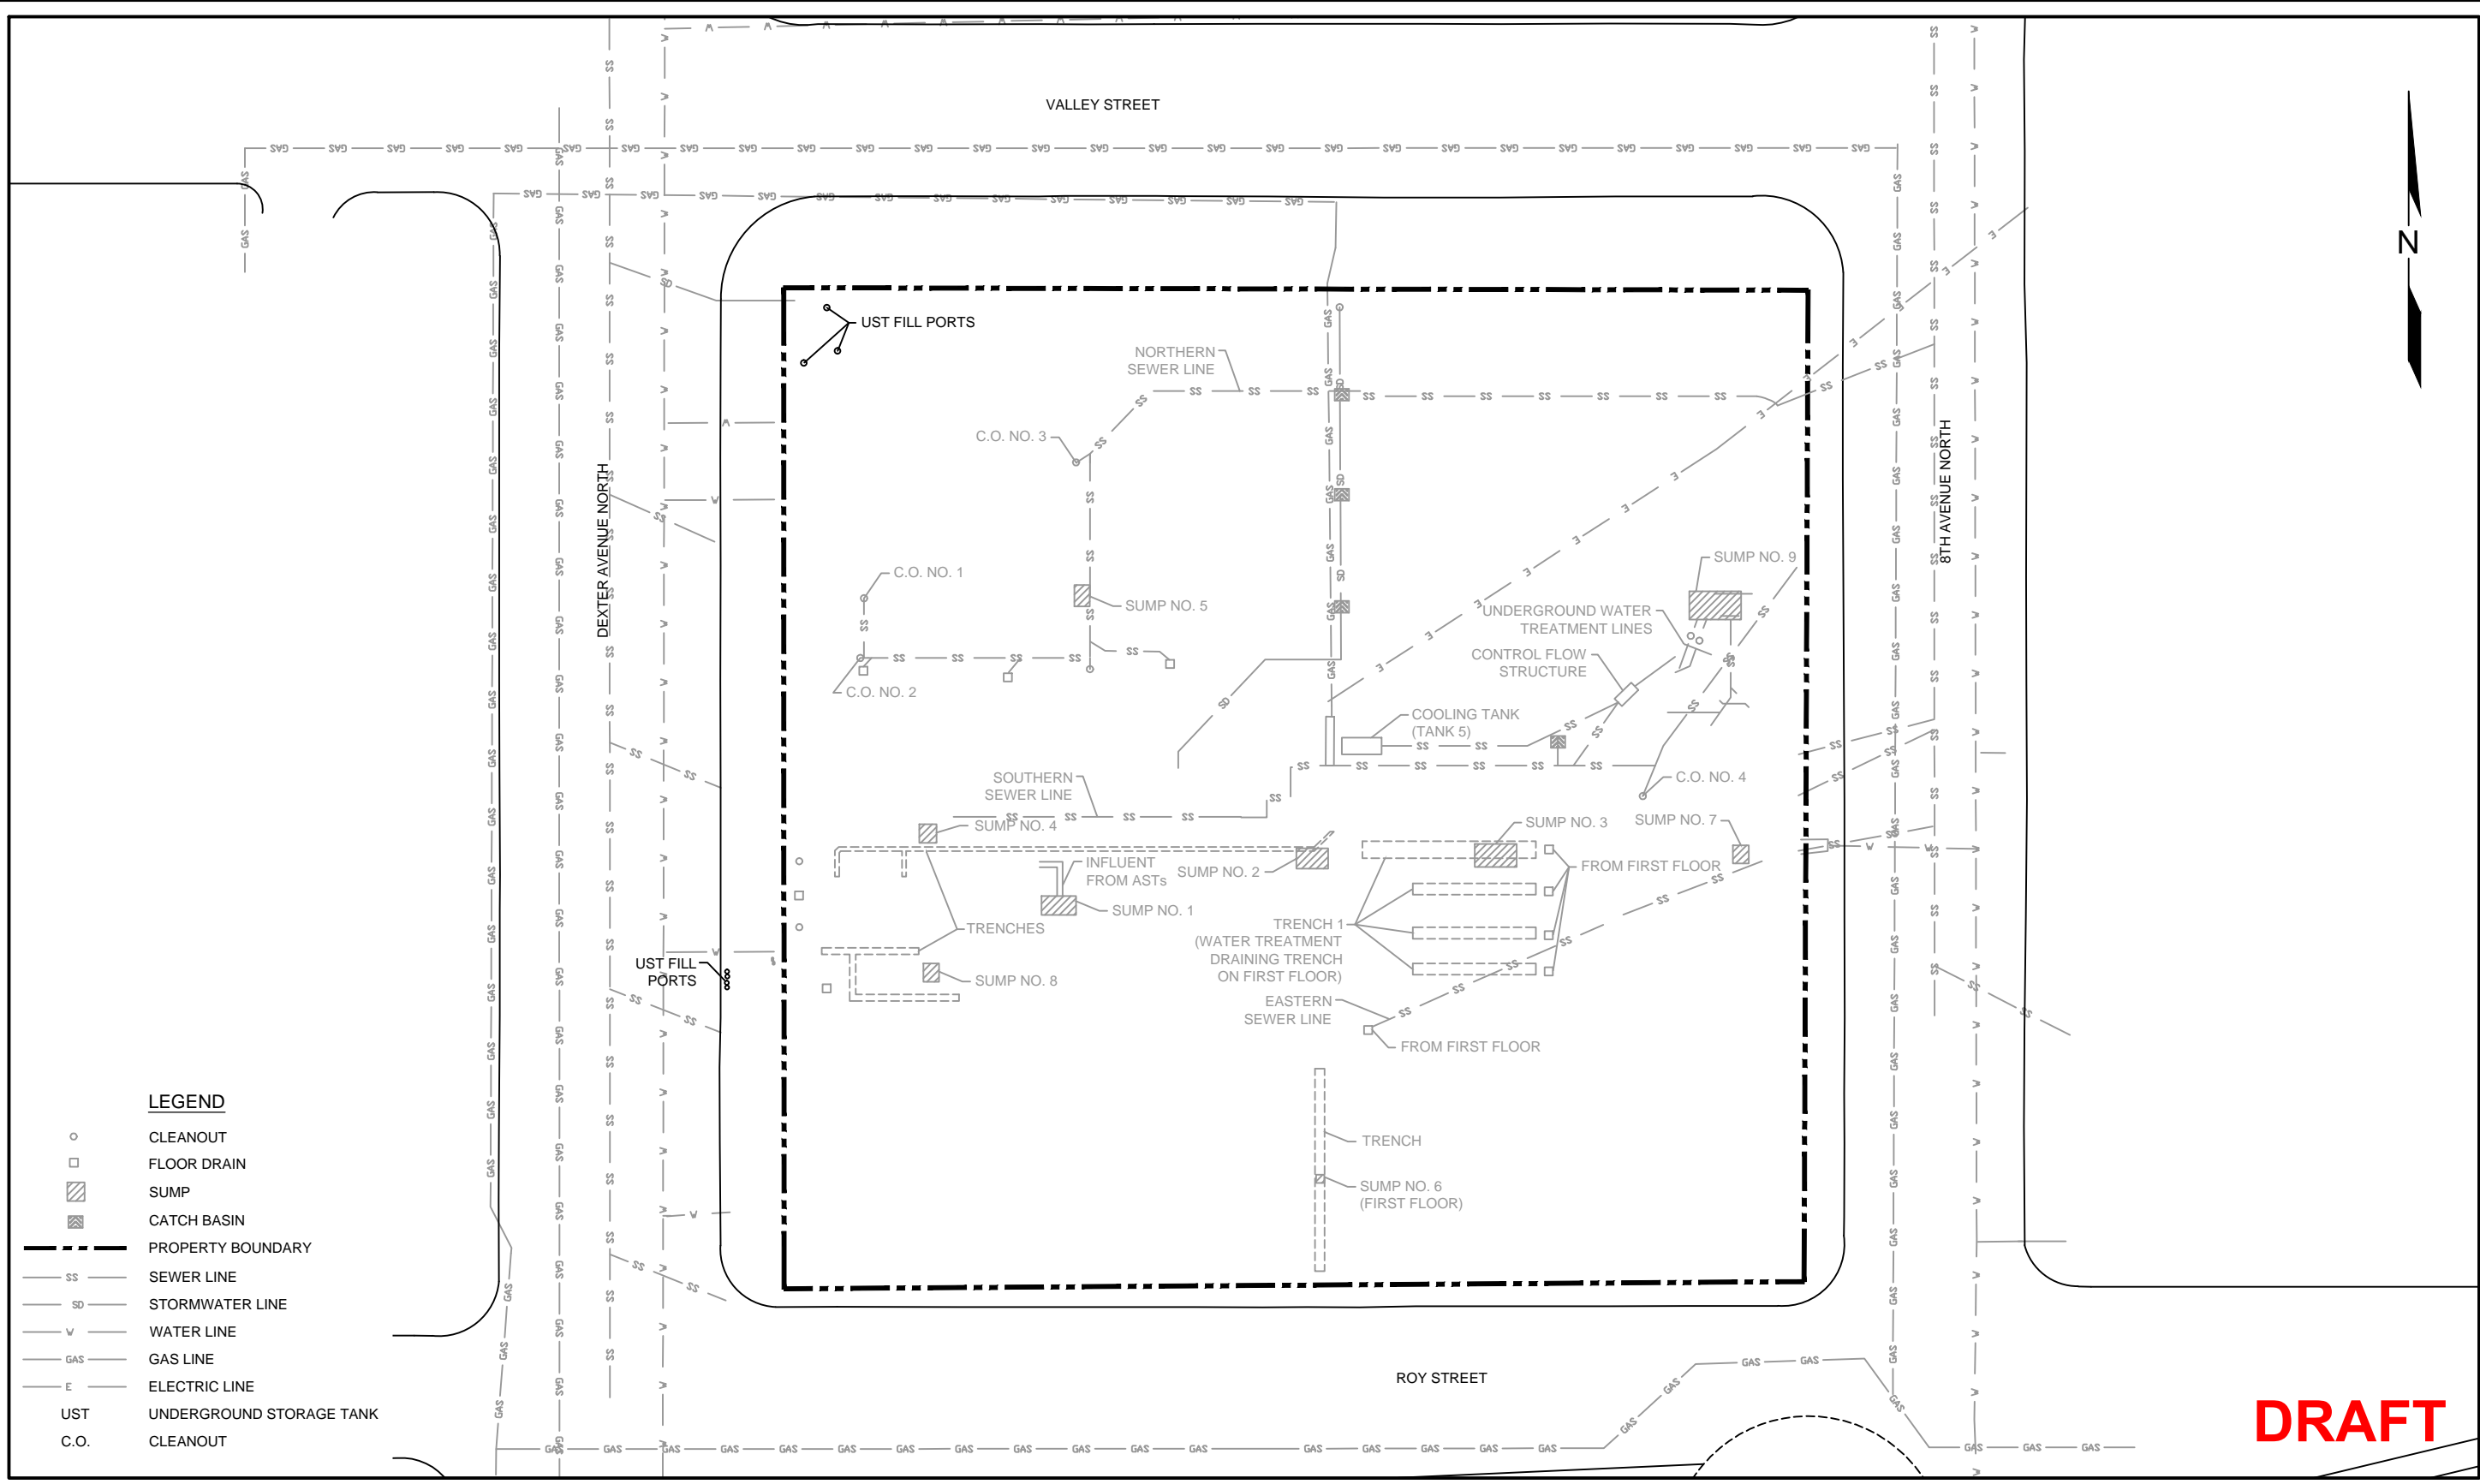 VALLEY STREET
N
UST FILL PORTS
NORTHERN
SEWER LINE
C.O. NO. 3
DEXTER AVENUE NORTH
8TH AVENUE NORTH
C.O. NO. 1
SUMP NO. 5
SUMP NO. 9
UNDERGROUND WATER
TREATMENT LINES
CONTROL FLOW
STRUCTURE
C.O. NO. 2
COOLING TANK
(TANK 5)
SOUTHERN
SEWER LINE
C.O. NO. 4
SUMP NO. 4
SUMP NO. 3
SUMP NO. 7
INFLUENT
FROM ASTs
SUMP NO. 2
FROM FIRST FLOOR
SUMP NO. 1
TRENCHES
TRENCH 1
(WATER TREATMENT
DRAINING TRENCH
ON FIRST FLOOR)
UST FILL
PORTS
SUMP NO. 8
EASTERN
SEWER LINE
FROM FIRST FLOOR
TRENCH
SUMP NO. 6
(FIRST FLOOR)
ROY STREET
LEGEND
CLEANOUT
FLOOR DRAIN
SUMP
CATCH BASIN
PROPERTY BOUNDARY
SS SEWER LINE
SD STORMWATER LINE
W WATER LINE
GAS GAS LINE
E ELECTRIC LINE
UST UNDERGROUND STORAGE TANK
C.O. CLEANOUT
DRAFT